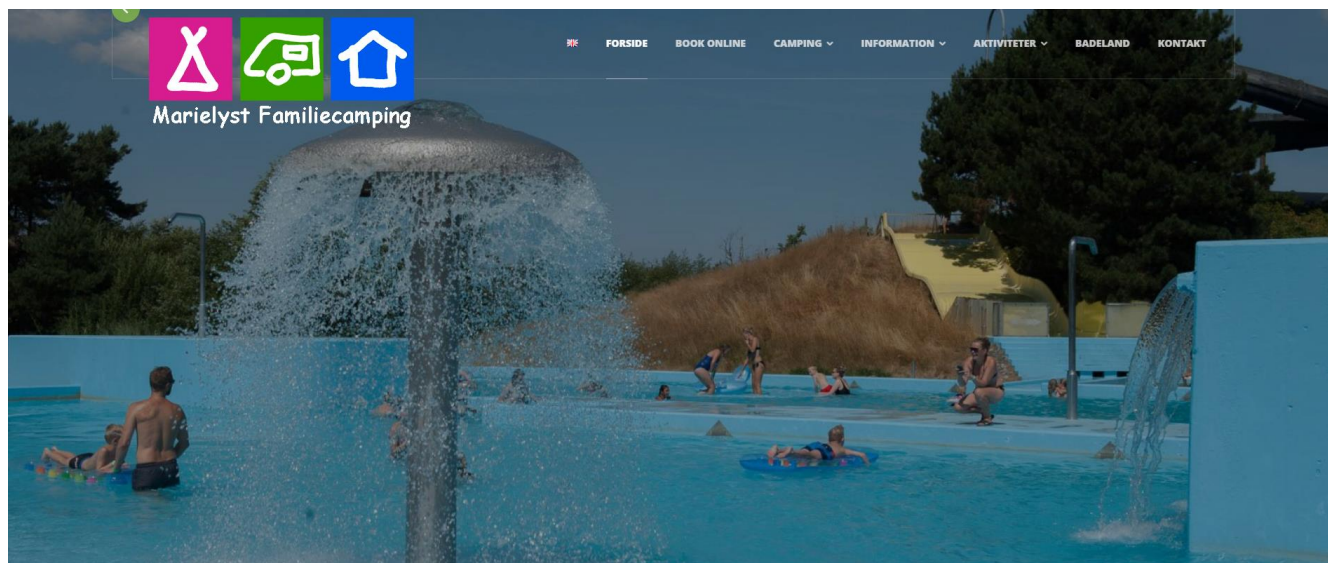 FORSIDE BOOK ONLINE CAMPING INFORMATION AKTIVITETER BADELAND KONTAKT
Marielyst Familiecamping